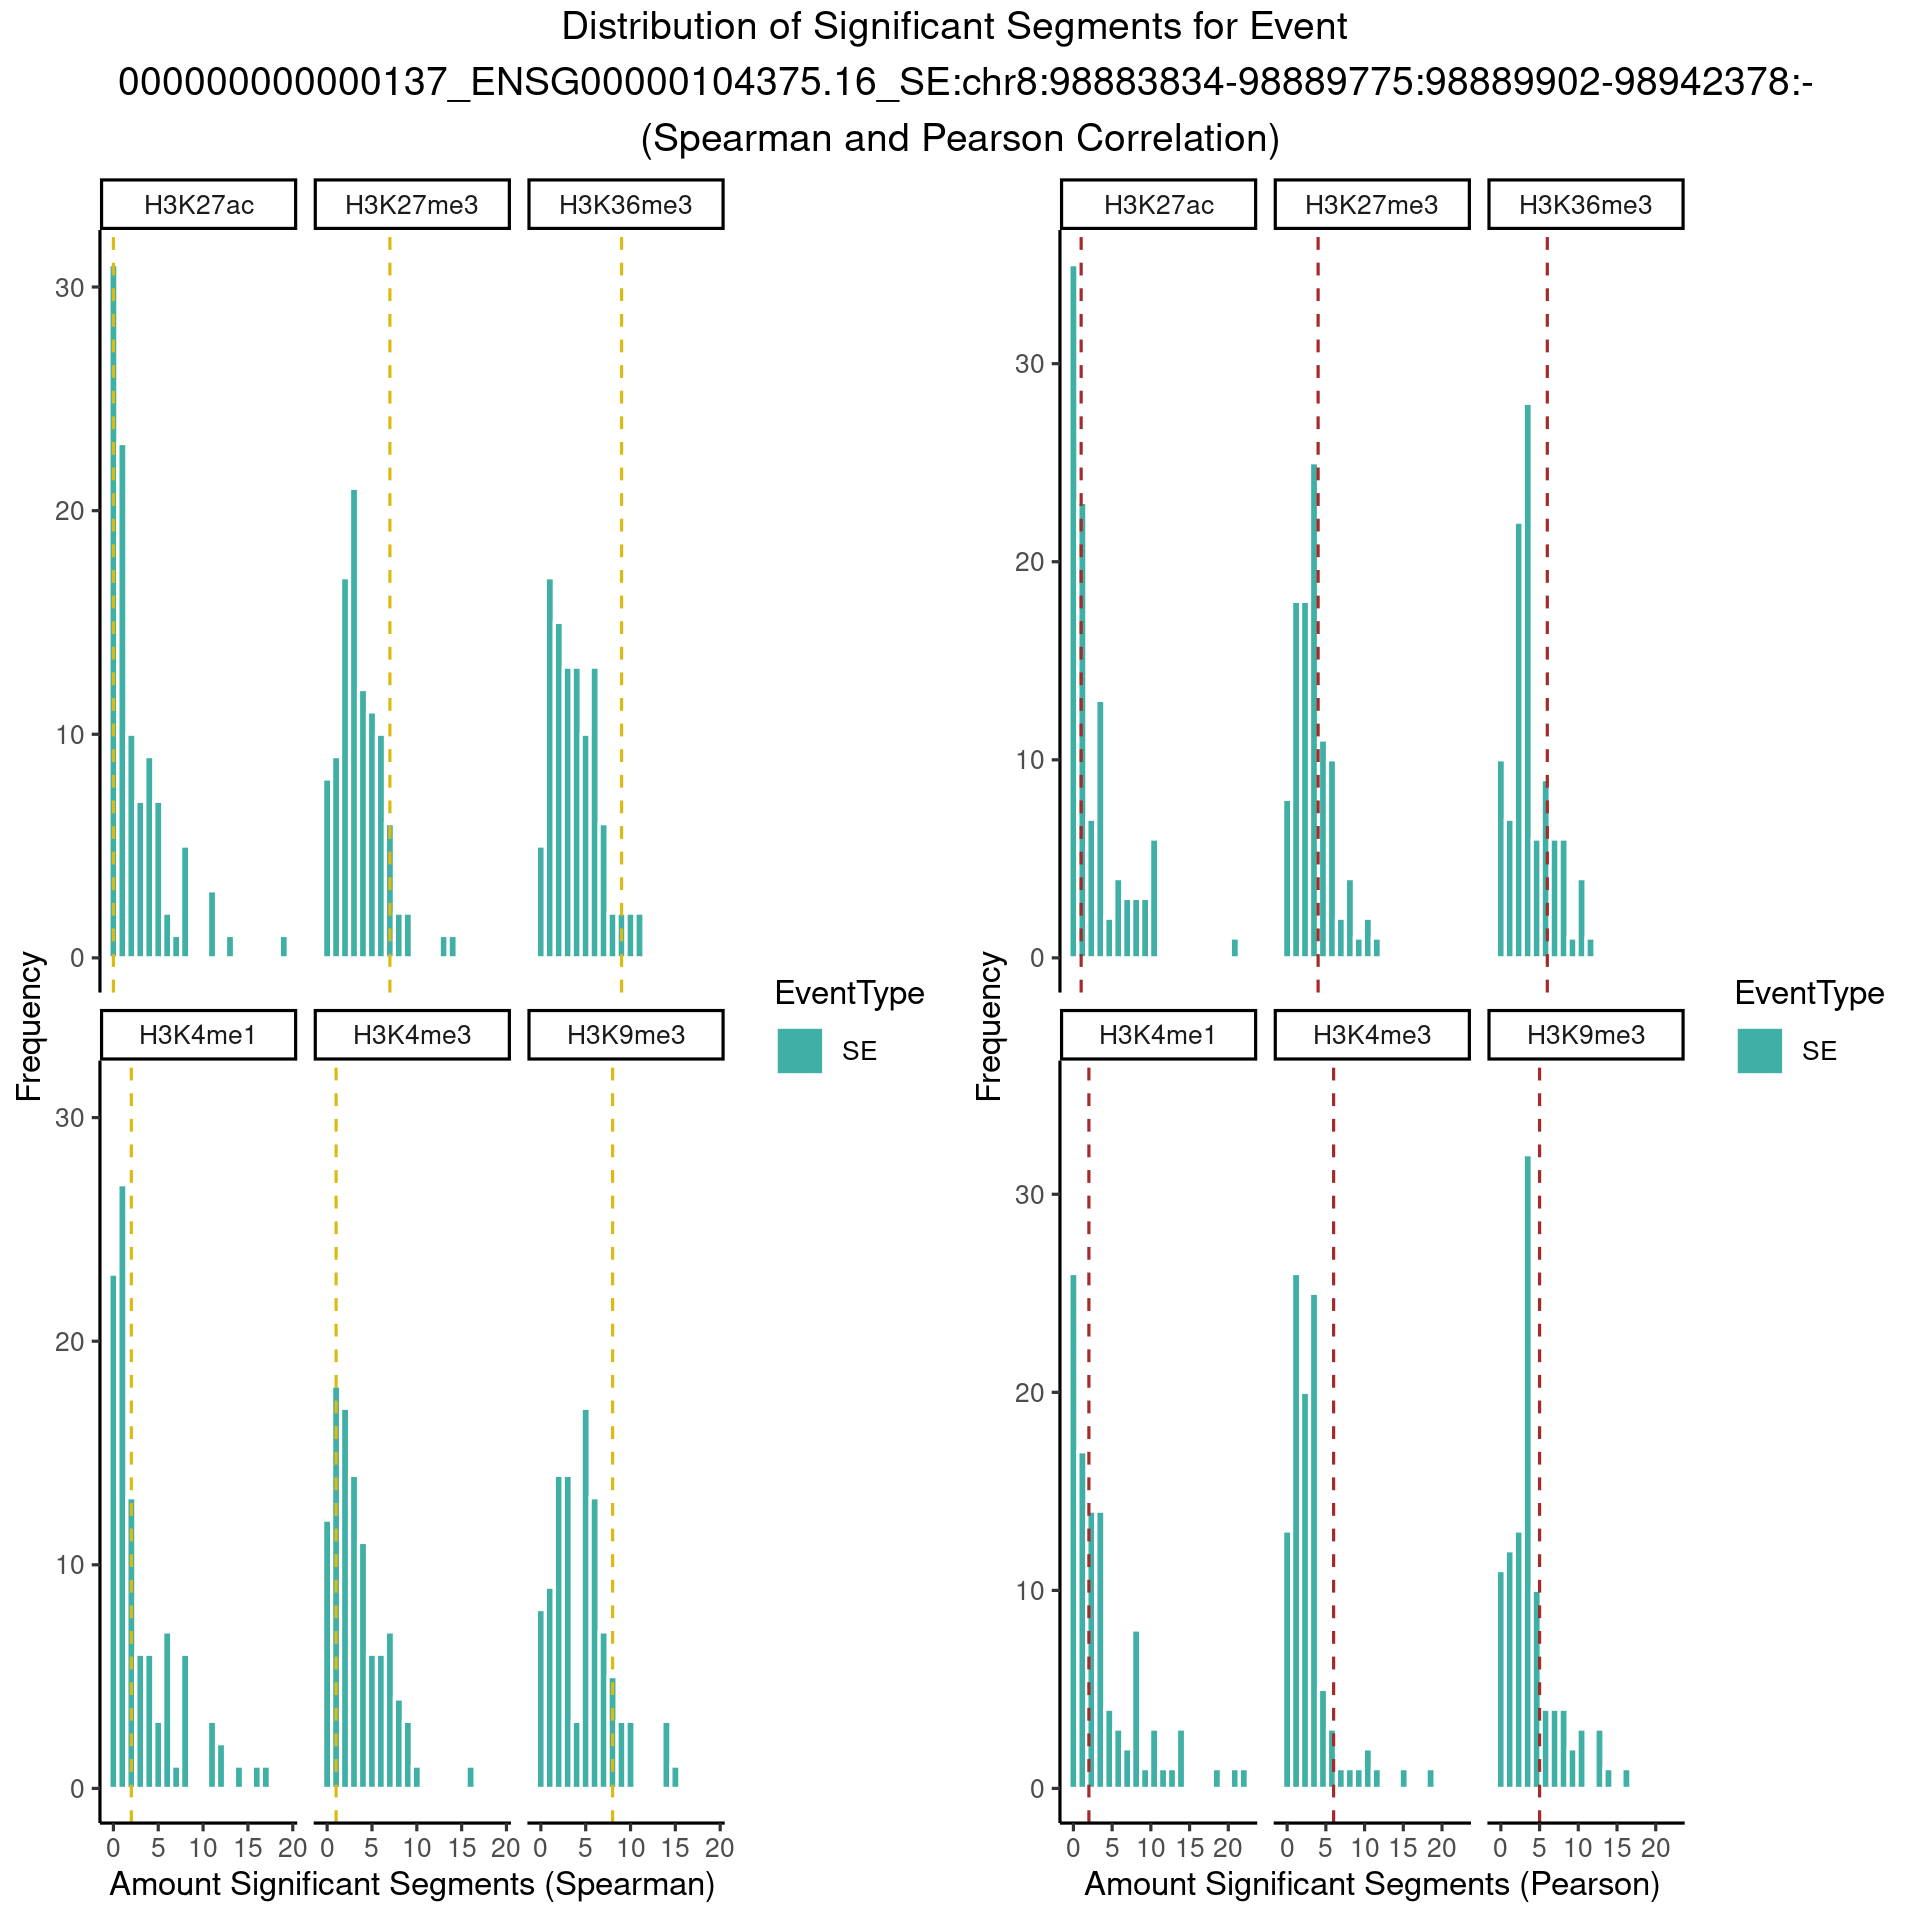 Distribution of Significant Segments for Event
000000000000137_ENSG00000104375.16_SE:chr8:98883834-98889775:98889902-98942378:-
(Spearman and Pearson Correlation)
H3K27ac H3K27me3 H3K36me3
30
20
10
0
H3K4me1 H3K4me3 H3K9me3
30
20
10
0
0 5 10 15 20 0 5 10 15 20 0 5 10 15 20
Frequency
Amount Significant Segments (Spearman)
EventType
SE
H3K27ac H3K27me3 H3K36me3
30
20
10
0
H3K4me1 H3K4me3 H3K9me3
30
20
10
0
0 5 10 15 20 0 5 10 15 20 0 5 10 15 20
Frequency
Amount Significant Segments (Pearson)
EventType
SE